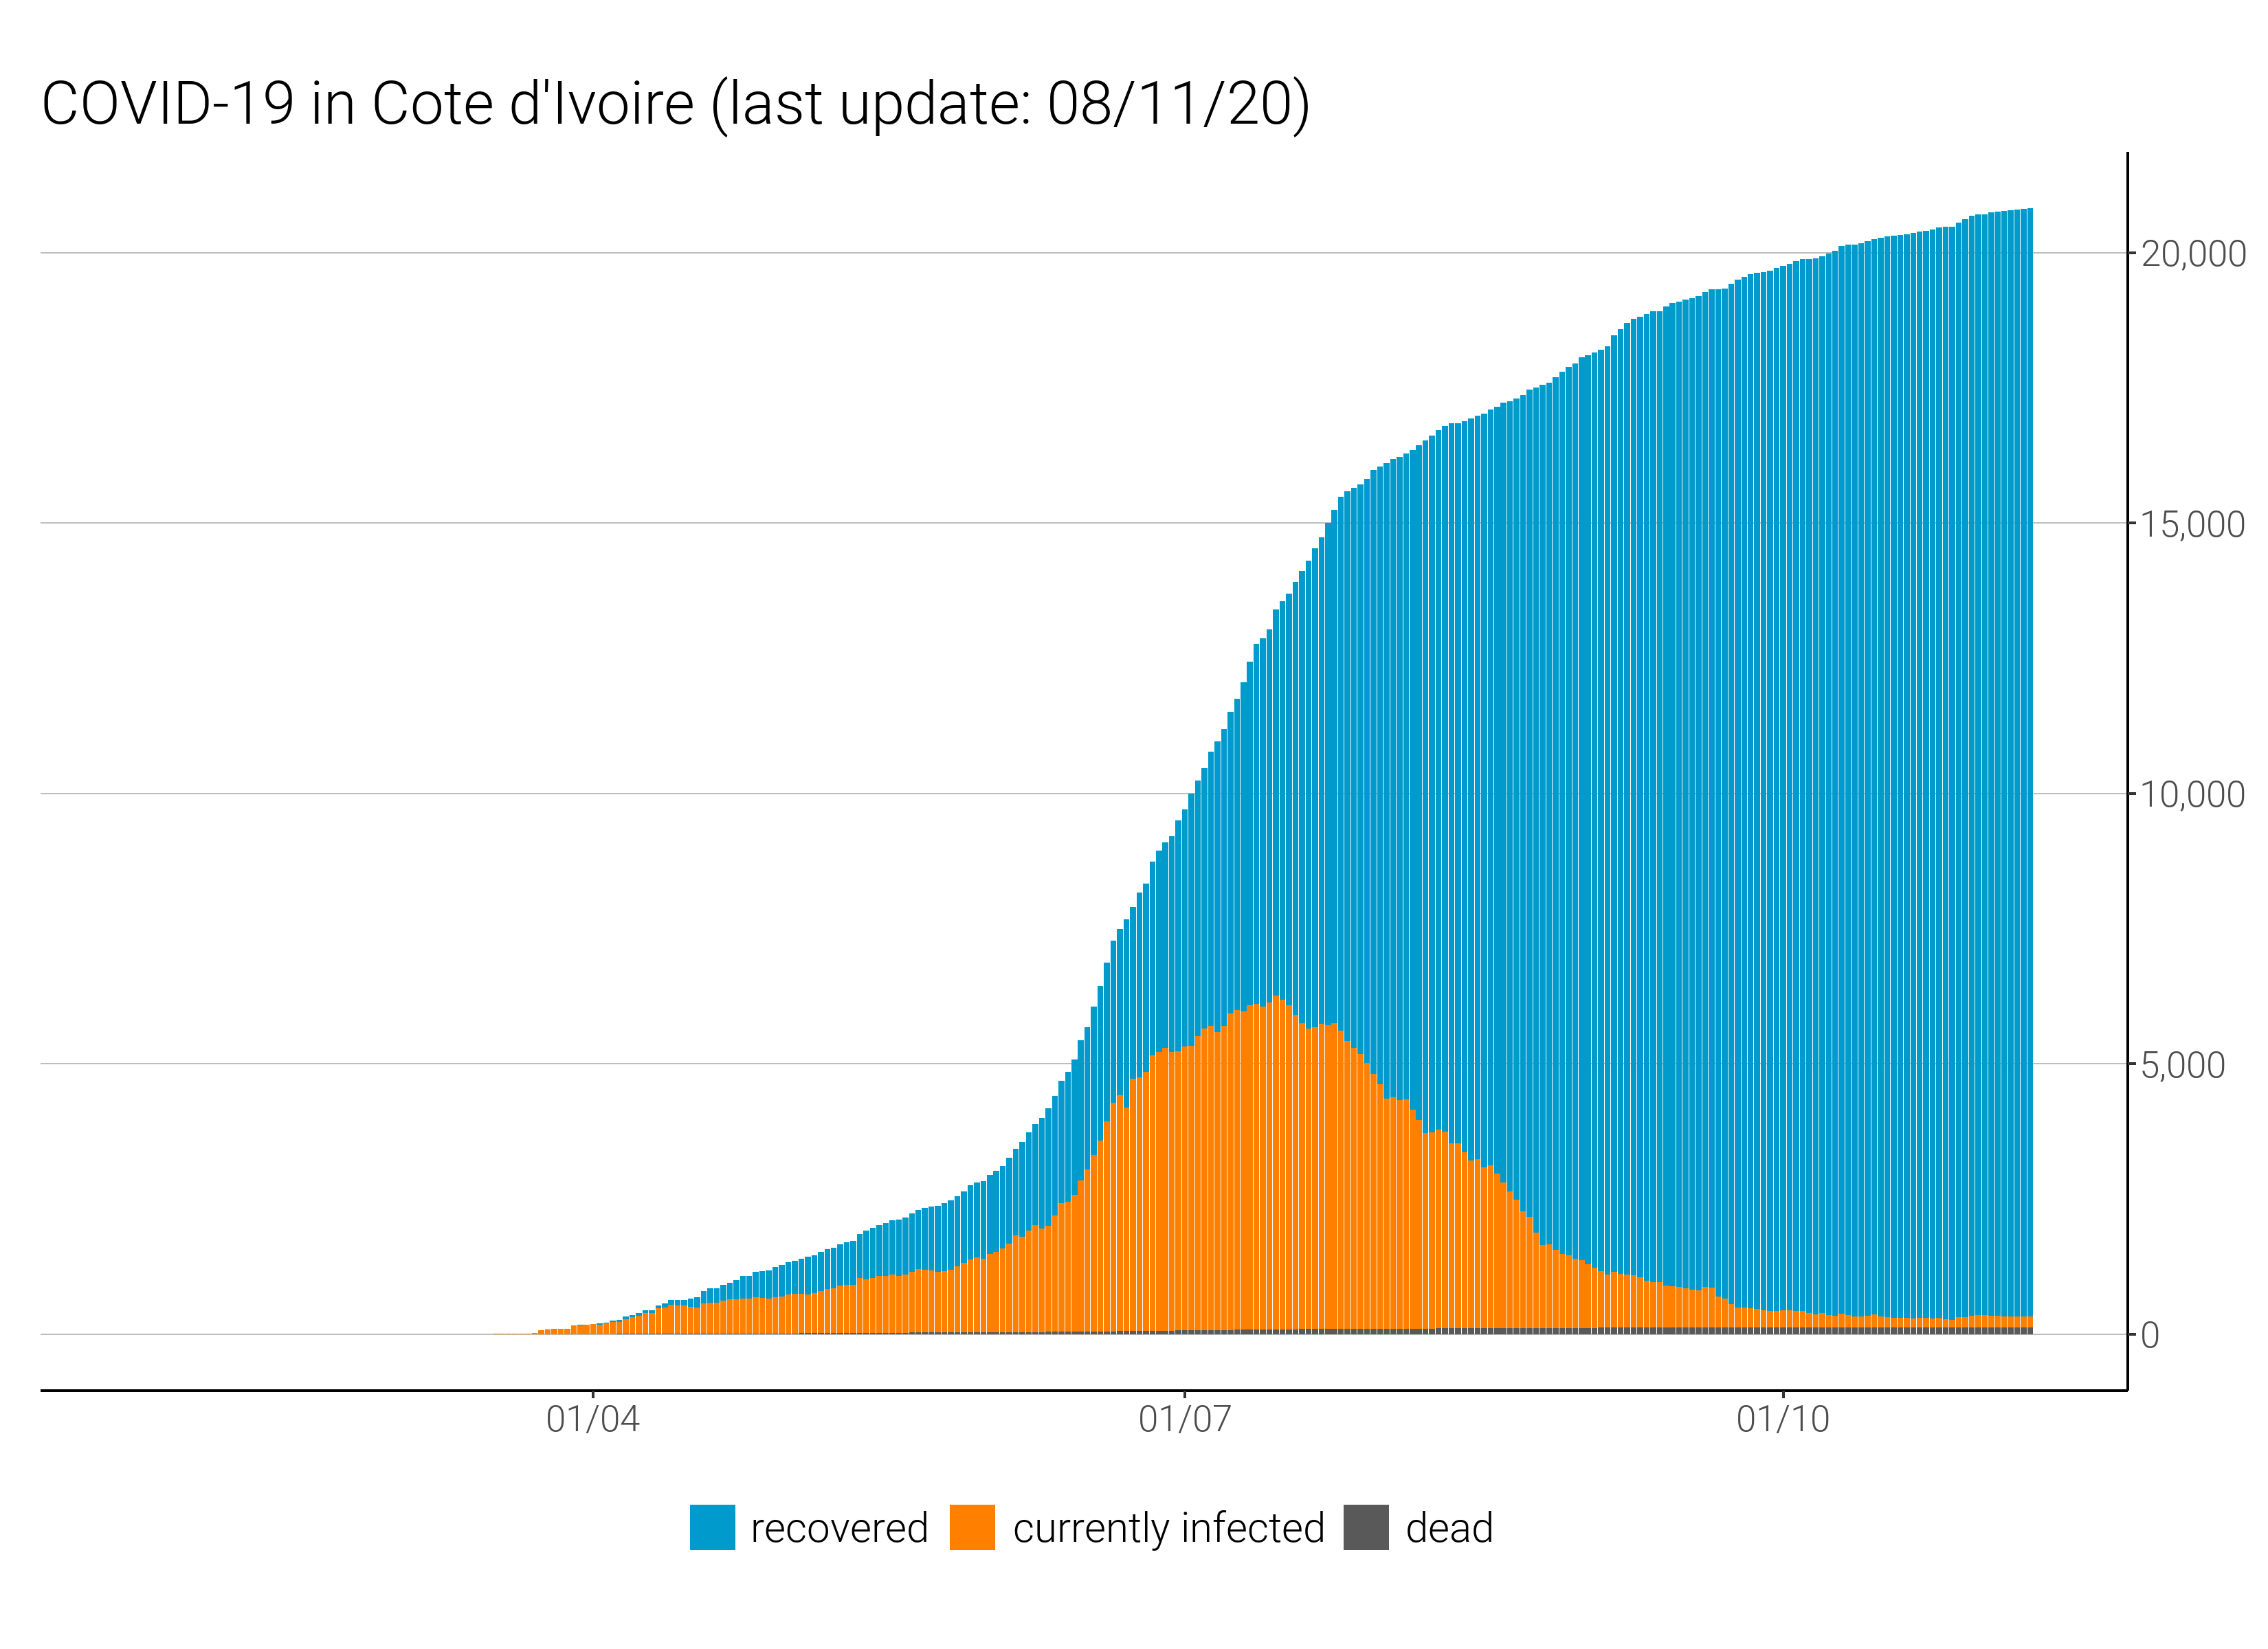 COVID-19 in Cote d'Ivoire (last update: 08/11/20)
20,000
15,000
10,000
5,000
0
01/04 01/07 01/10
recovered currently infected dead